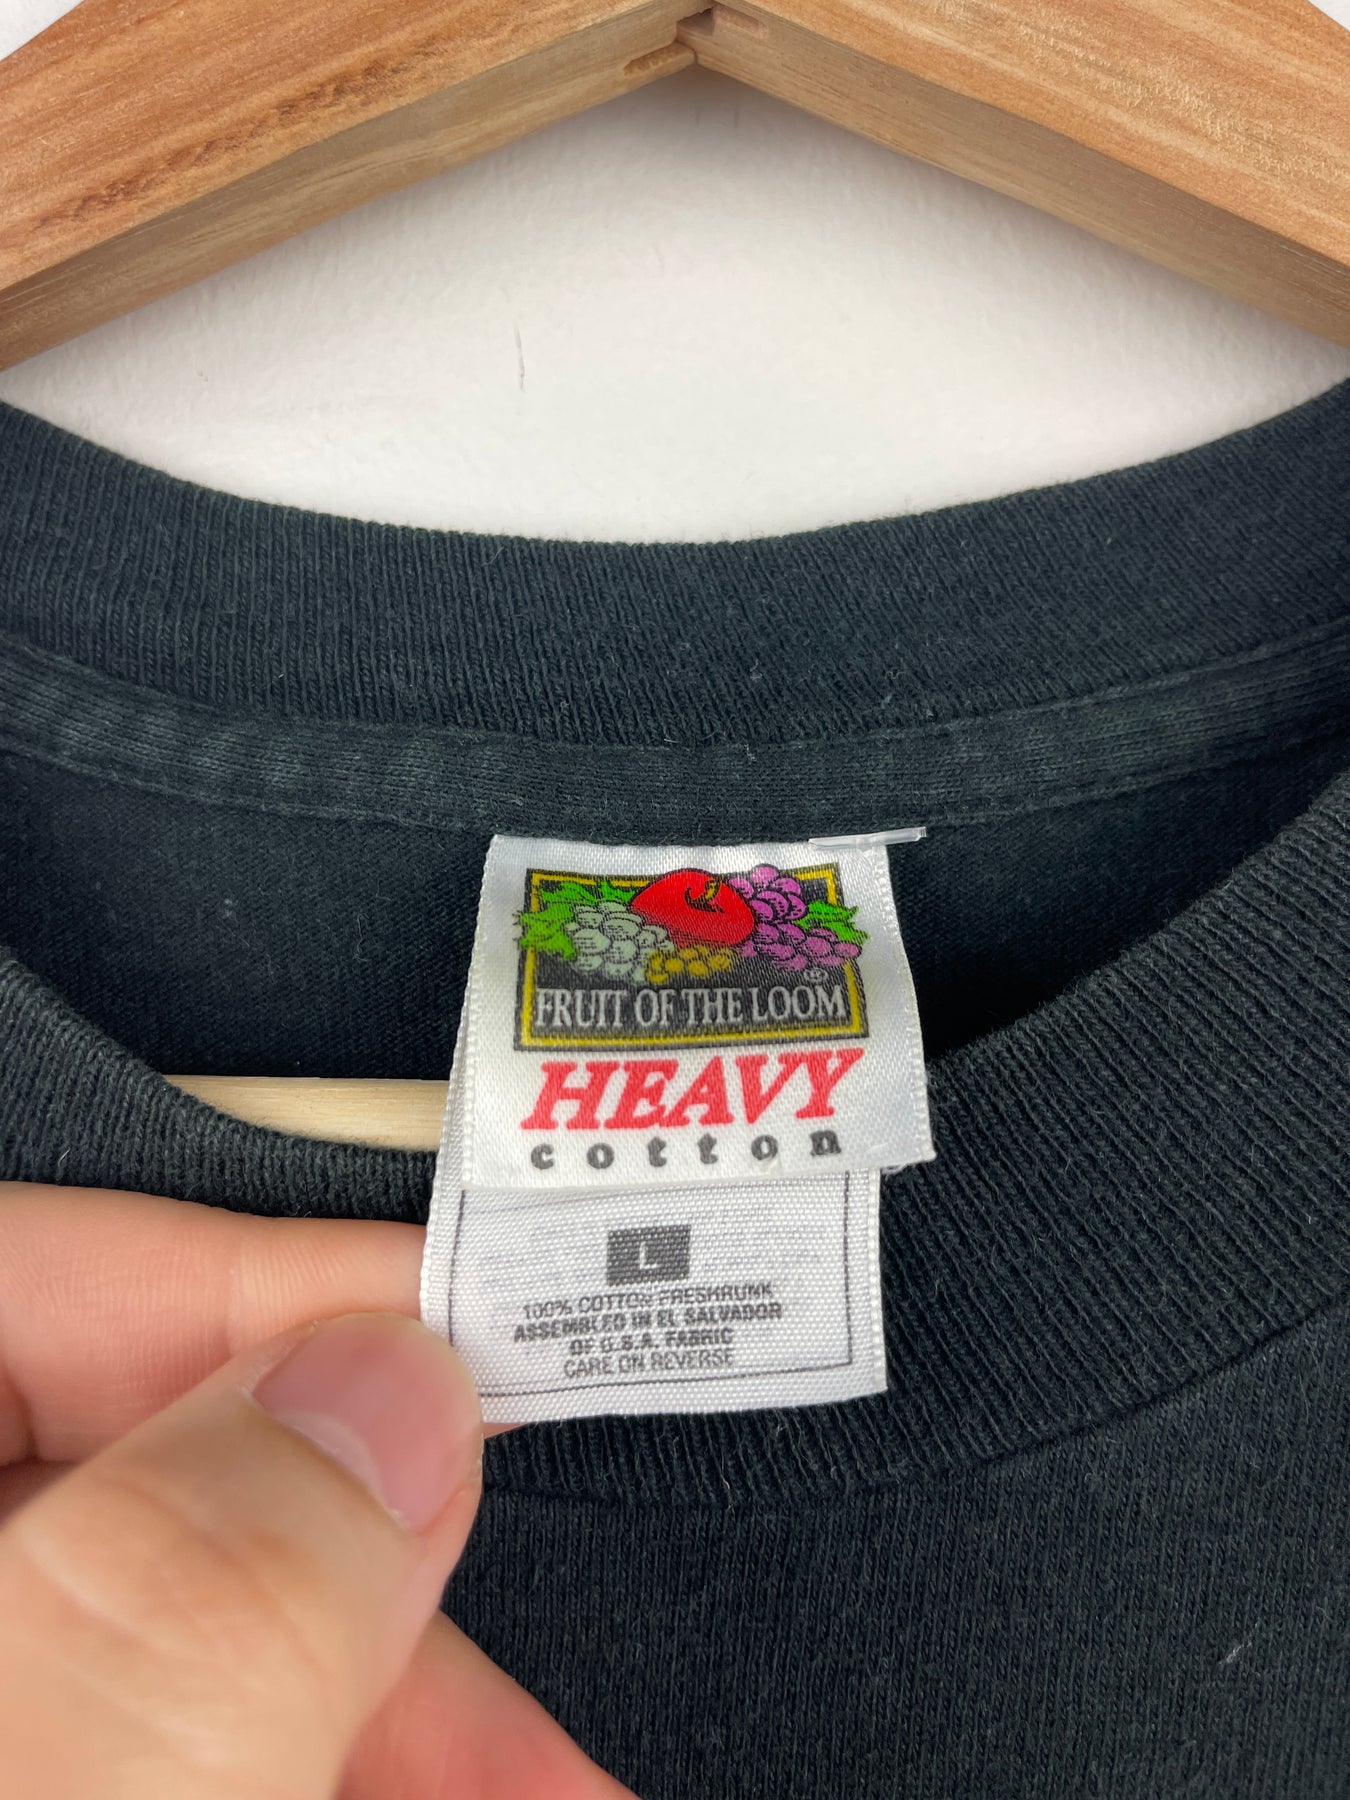 ®
FRUIT OF THE LOOM
HEAVY
cotton
L
100% COTTON PRESHRUNK
ASSEMBLED IN EL SALVADOR
OF U.S.A. FABRIC
CARE ON REVERSE